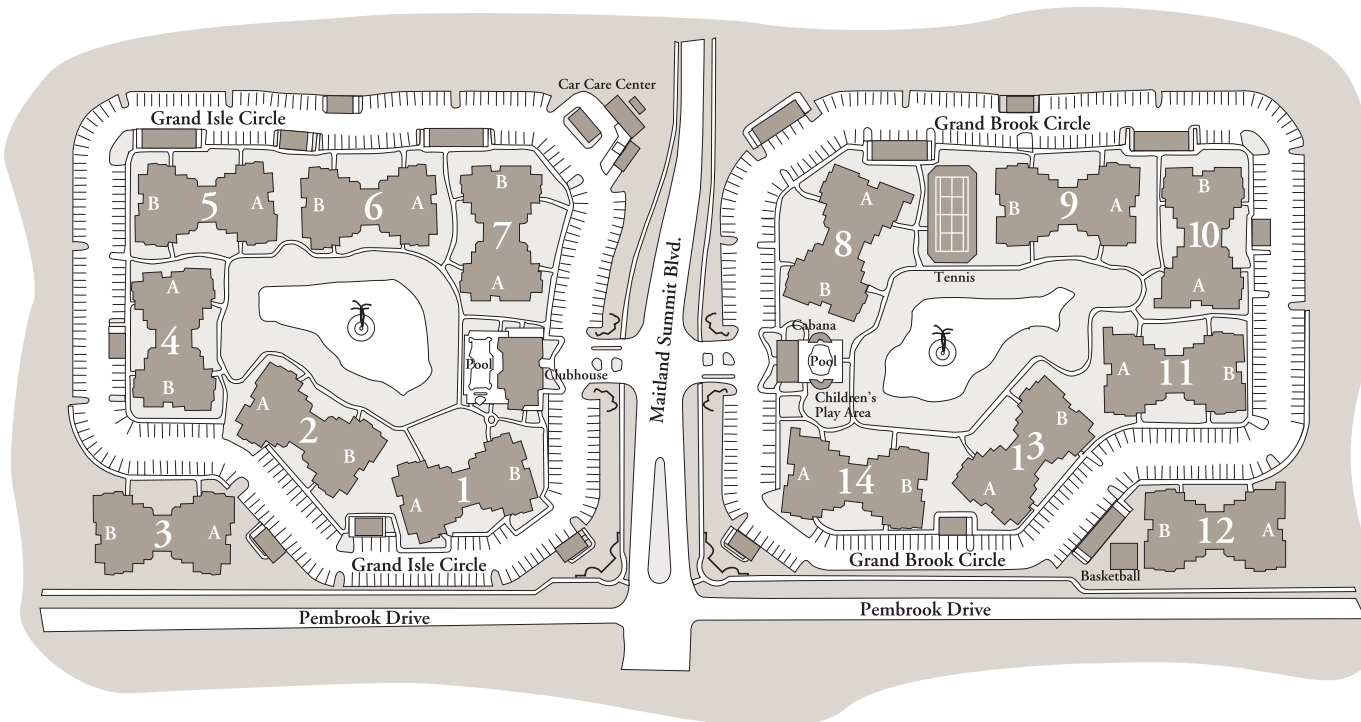 Car Care Center
Grand Isle Circle
Grand Brook Circle
B
5
A
B
6
A
B
7
A
A
8
B
Tennis
B
9
A
B
10
A
A
4
B
Maitland Summit Blvd.
Pool
Clubhouse
Cabana
Pool
Children's
Play Area
A
11
B
A
2
B
A
1
B
B
3
A
A
14
B
B
13
A
B
12
A
Basketball
Grand Isle Circle
Grand Brook Circle
Pembrook Drive
Pembrook Drive